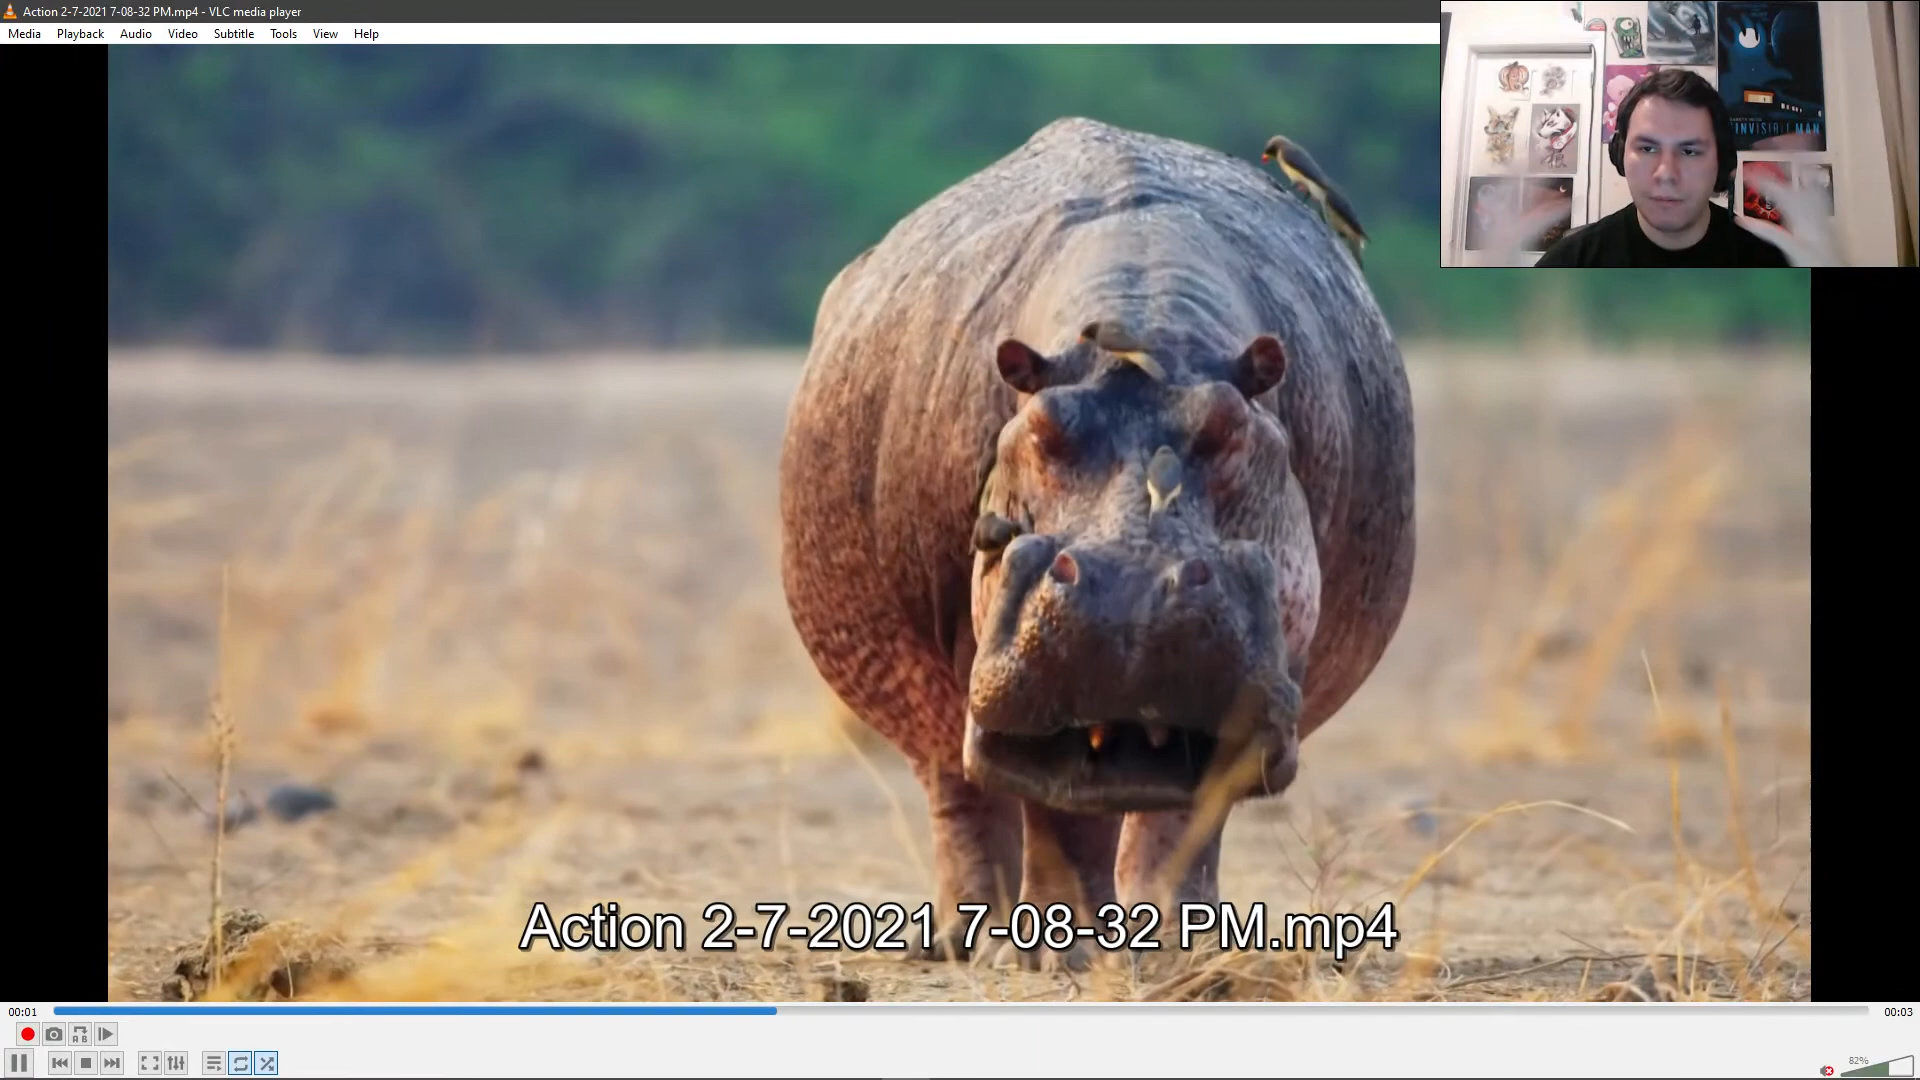 Action 2-7-2021 7-08-32 PM.mp4 - VLC media player
Media Playback Audio Video Subtitle Tools View Help
INVISIBLE MAN
Action 2-7-2021 7-08-32 PM.mp4
00:01 00:03
A B
82%